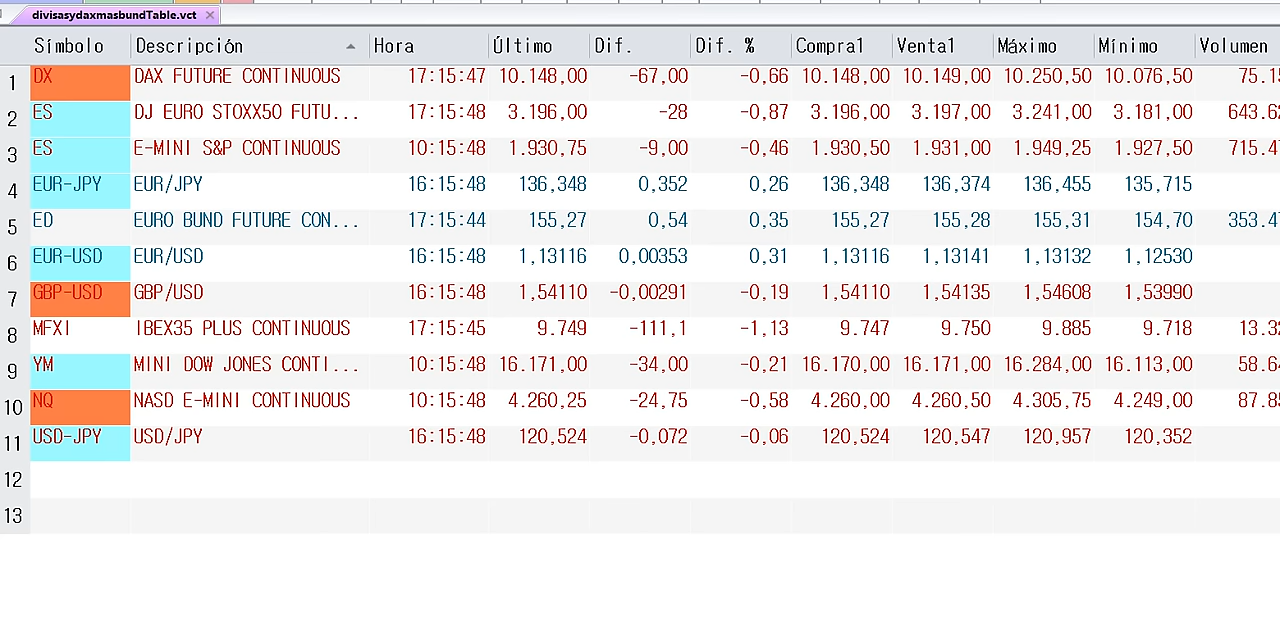 divisasydaxmasbundTable.vct
Símbolo Descripción Hora Último Dif. Dif. % Compra1 Venta1 Máximo Mínimo Volumen
1 DX DAX FUTURE CONTINUOUS 17:15:47 10.148,00 -67,00 -0,66 10.148,00 10.149,00 10.250,50 10.076,50 75.15
2 ES DJ EURO STOXX50 FUTU... 17:15:48 3.196,00 -28 -0,87 3.196,00 3.197,00 3.241,00 3.181,00 643.62
3 ES E-MINI S&P CONTINUOUS 10:15:48 1.930,75 -9,00 -0,46 1.930,50 1.931,00 1.949,25 1.927,50 715.47
4 EUR-JPY EUR/JPY 16:15:48 136,348 0,352 0,26 136,348 136,374 136,455 135,715
5 ED EURO BUND FUTURE CON... 17:15:44 155,27 0,54 0,35 155,27 155,28 155,31 154,70 353.47
6 EUR-USD EUR/USD 16:15:48 1,13116 0,00353 0,31 1,13116 1,13141 1,13132 1,12530
7 GBP-USD GBP/USD 16:15:48 1,54110 -0,00291 -0,19 1,54110 1,54135 1,54608 1,53990
8 MFXI IBEX35 PLUS CONTINUOUS 17:15:45 9.749 -111,1 -1,13 9.747 9.750 9.885 9.718 13.32
9 YM MINI DOW JONES CONTI... 10:15:48 16.171,00 -34,00 -0,21 16.170,00 16.171,00 16.284,00 16.113,00 58.64
10 NQ NASD E-MINI CONTINUOUS 10:15:48 4.260,25 -24,75 -0,58 4.260,00 4.260,50 4.305,75 4.249,00 87.85
11 USD-JPY USD/JPY 16:15:48 120,524 -0,072 -0,06 120,524 120,547 120,957 120,352
12
13